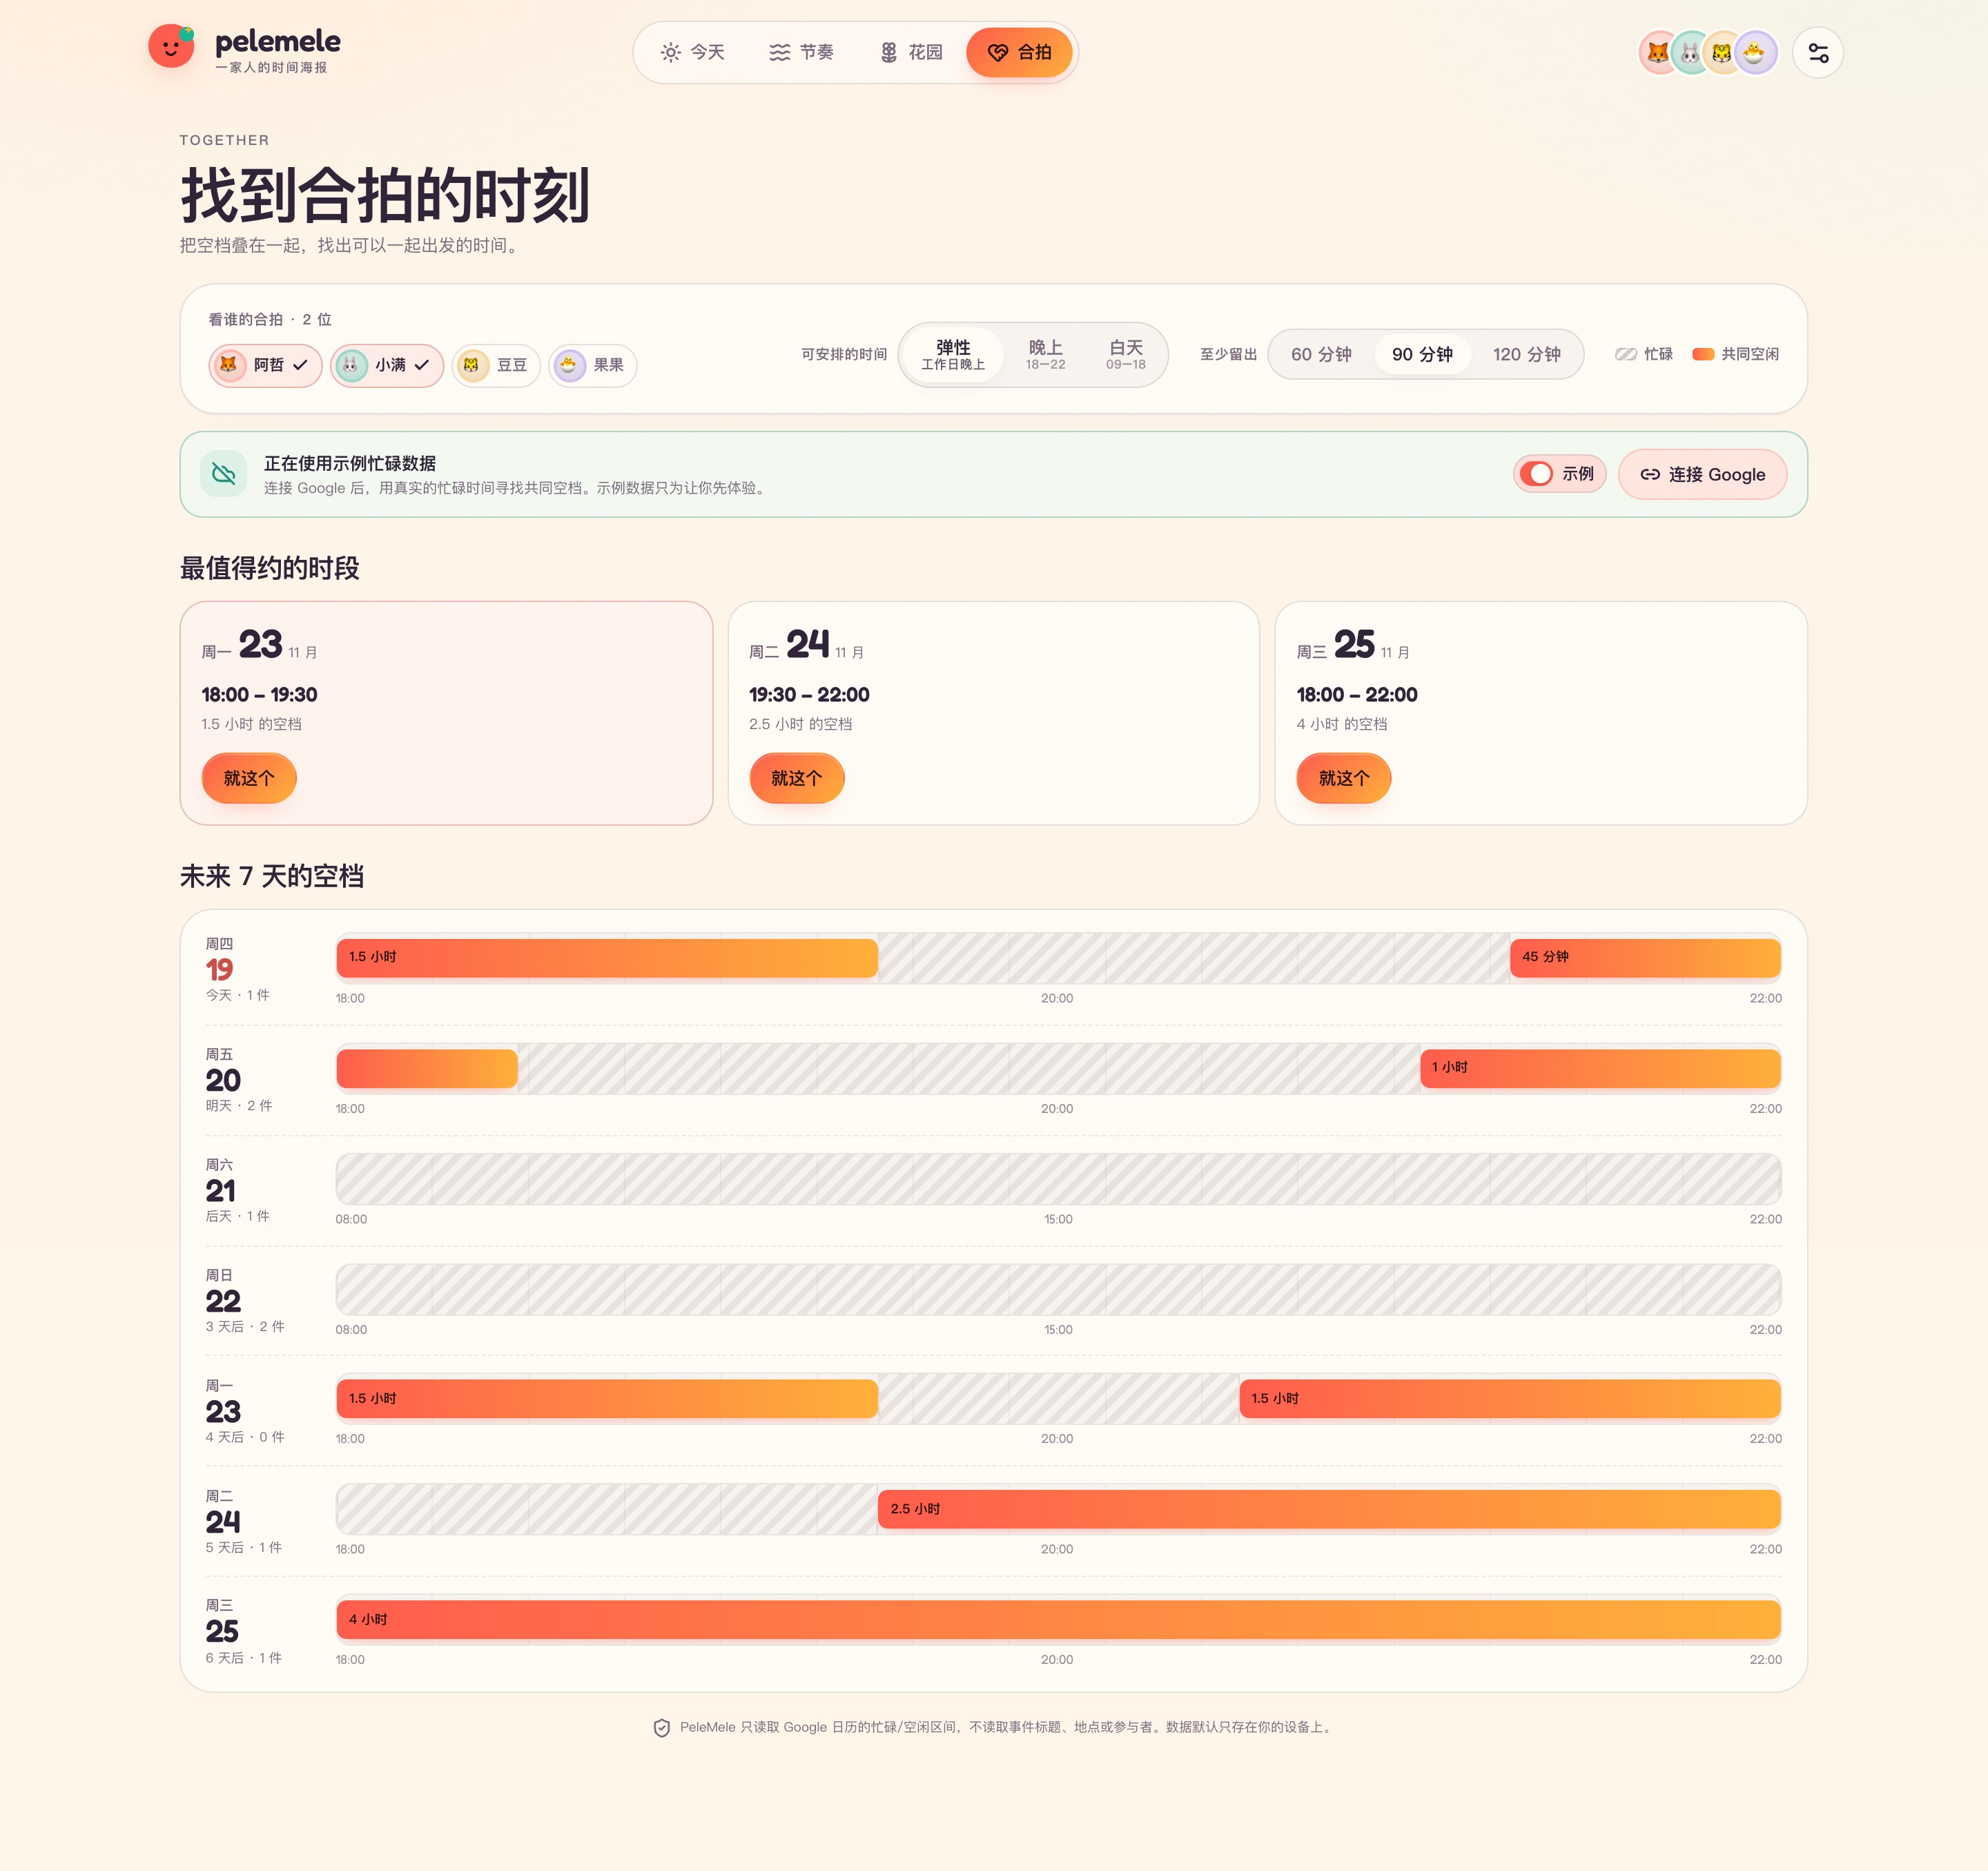 pelemele
一家人的时间海报
今天
节奏
花园
合拍
TOGETHER
找到合拍的时刻
把空档叠在一起，找出可以一起出发的时间。
看谁的合拍 · 2 位
阿哲
小满
豆豆
果果
可安排的时间
弹性
工作日晚上
晚上
18—22
白天
09—18
至少留出
60 分钟
90 分钟
120 分钟
忙碌
共同空闲
正在使用示例忙碌数据
连接 Google 后，用真实的忙碌时间寻找共同空档。示例数据只为让你先体验。
示例
连接 Google
最值得约的时段
周一 23 11 月
18:00 – 19:30
1.5 小时 的空档
就这个
周二 24 11 月
19:30 – 22:00
2.5 小时 的空档
就这个
周三 25 11 月
18:00 – 22:00
4 小时 的空档
就这个
未来 7 天的空档
周四
19
今天 · 1 件
1.5 小时
45 分钟
18:00
20:00
22:00
周五
20
明天 · 2 件
1 小时
18:00
20:00
22:00
周六
21
后天 · 1 件
08:00
15:00
22:00
周日
22
3 天后 · 2 件
08:00
15:00
22:00
周一
23
4 天后 · 0 件
1.5 小时
1.5 小时
18:00
20:00
22:00
周二
24
5 天后 · 1 件
2.5 小时
18:00
20:00
22:00
周三
25
6 天后 · 1 件
4 小时
18:00
20:00
22:00
PeleMele 只读取 Google 日历的忙碌/空闲区间，不读取事件标题、地点或参与者。数据默认只存在你的设备上。